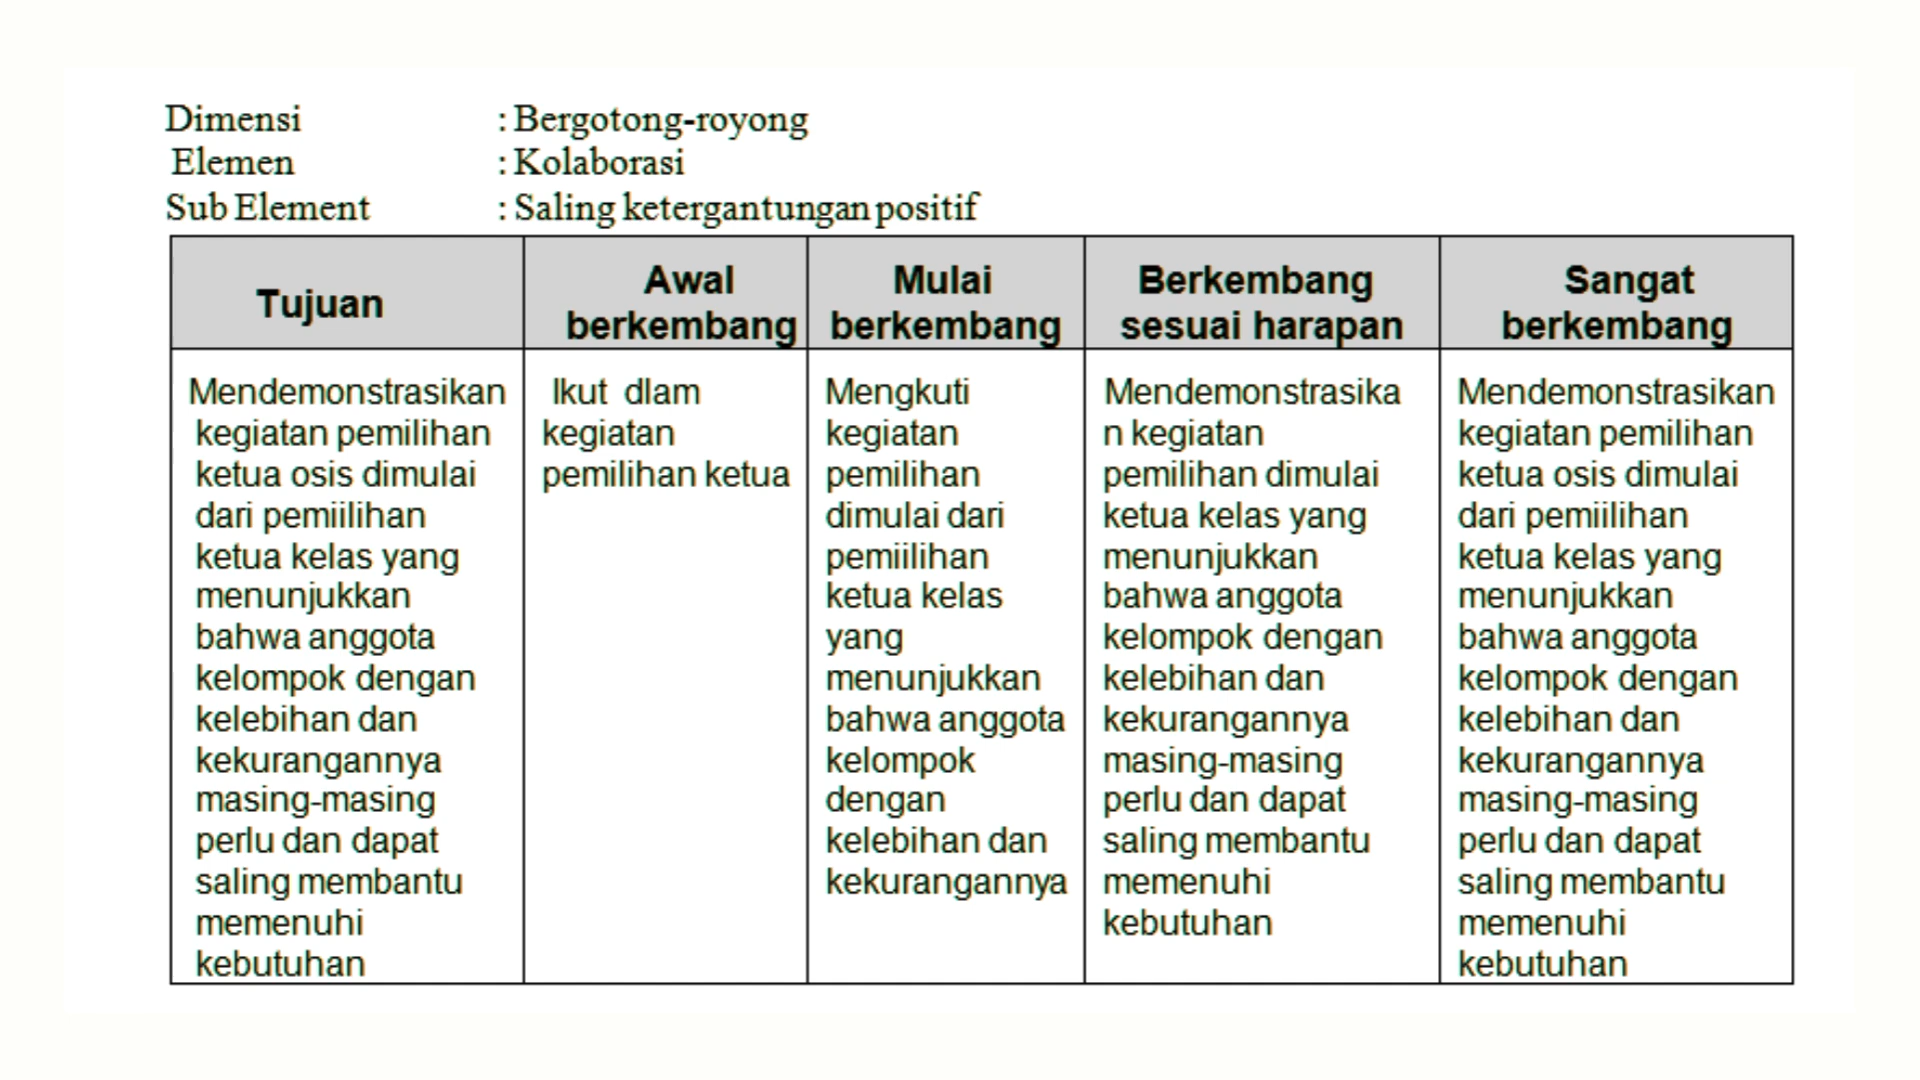 Dimensi : Bergotong-royong
Elemen : Kolaborasi
Sub Element : Saling ketergantungan positif
Tujuan
Awal
berkembang
Mulai
berkembang
Berkembang
sesuai harapan
Sangat
berkembang
Mendemonstrasikan
kegiatan pemilihan
ketua osis dimulai
dari pemiilihan
ketua kelas yang
menunjukkan
bahwa anggota
kelompok dengan
kelebihan dan
kekurangannya
masing-masing
perlu dan dapat
saling membantu
memenuhi
kebutuhan
Ikut dlam
kegiatan
pemilihan ketua
Mengkuti
kegiatan
pemilihan
dimulai dari
pemiilihan
ketua kelas
yang
menunjukkan
bahwa anggota
kelompok
dengan
kelebihan dan
kekurangannya
Mendemonstrasika
n kegiatan
pemilihan dimulai
ketua kelas yang
menunjukkan
bahwa anggota
kelompok dengan
kelebihan dan
kekurangannya
masing-masing
perlu dan dapat
saling membantu
memenuhi
kebutuhan
Mendemonstrasikan
kegiatan pemilihan
ketua osis dimulai
dari pemiilihan
ketua kelas yang
menunjukkan
bahwa anggota
kelompok dengan
kelebihan dan
kekurangannya
masing-masing
perlu dan dapat
saling membantu
memenuhi
kebutuhan